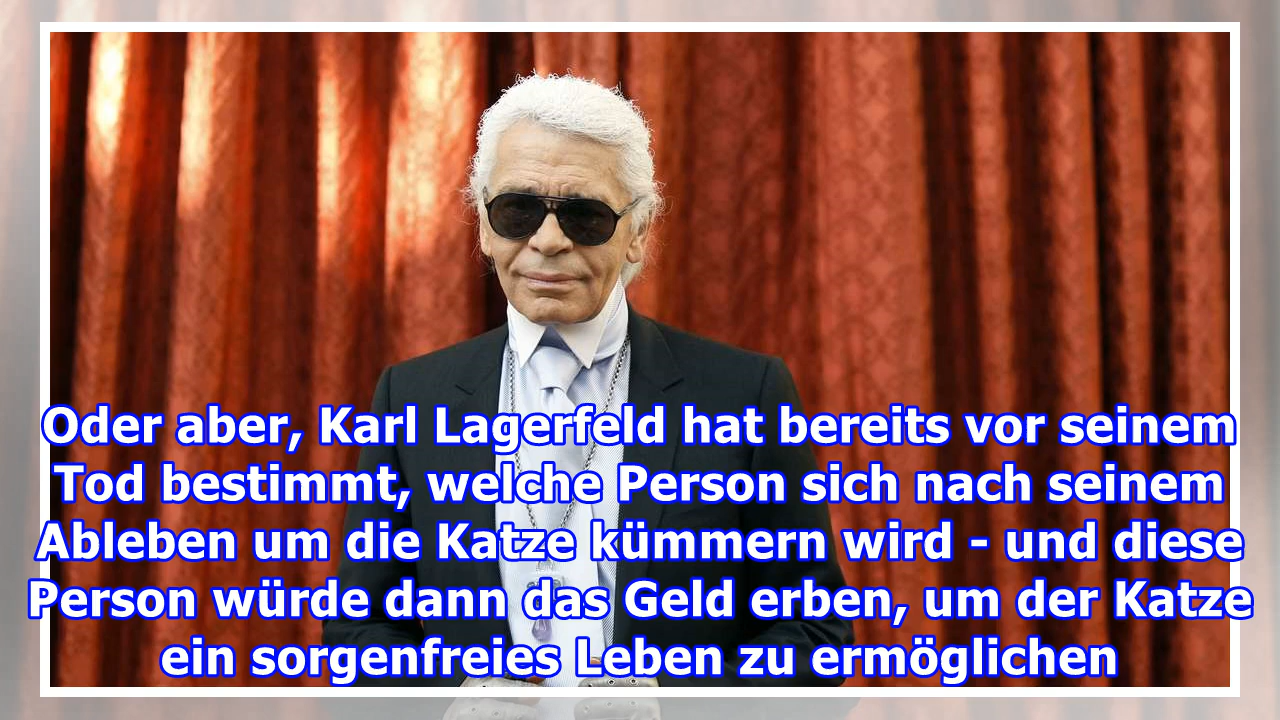 Oder aber, Karl Lagerfeld hat bereits vor seinem
Tod bestimmt, welche Person sich nach seinem
Ableben um die Katze kümmern wird - und diese
Person würde dann das Geld erben, um der Katze
ein sorgenfreies Leben zu ermöglichen